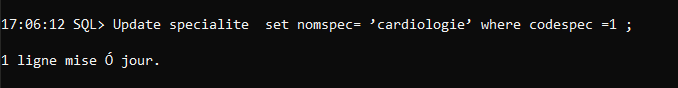 17:06:12 SQL> Update specialite  set nomspec= ’cardiologie’ where codespec =1 ;
1 ligne mise Ó jour.